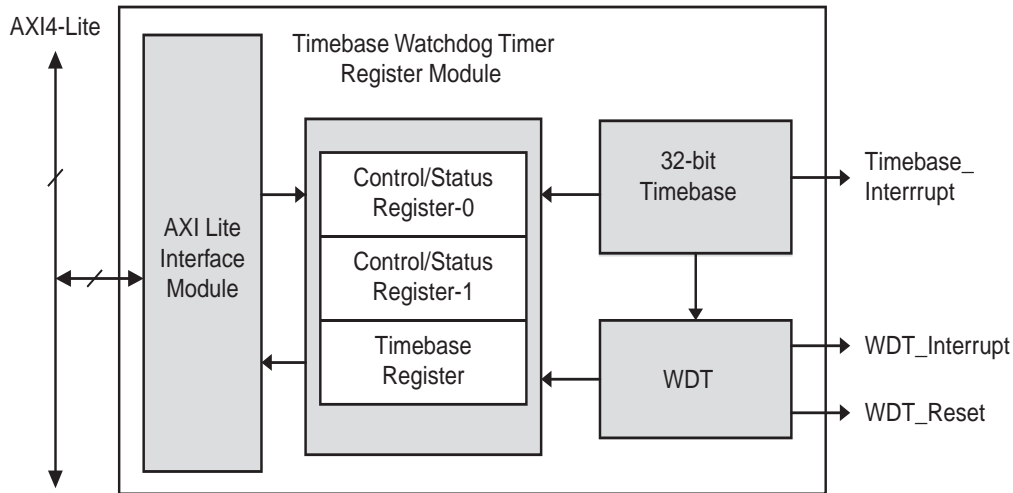 AXI4-Lite
Timebase Watchdog Timer
Register Module
AXI Lite
Interface
Module
Control/Status
Register-0
Control/Status
Register-1
Timebase
Register
32-bit
Timebase
WDT
Timebase_
Interrrupt
WDT_Interrupt
WDT_Reset